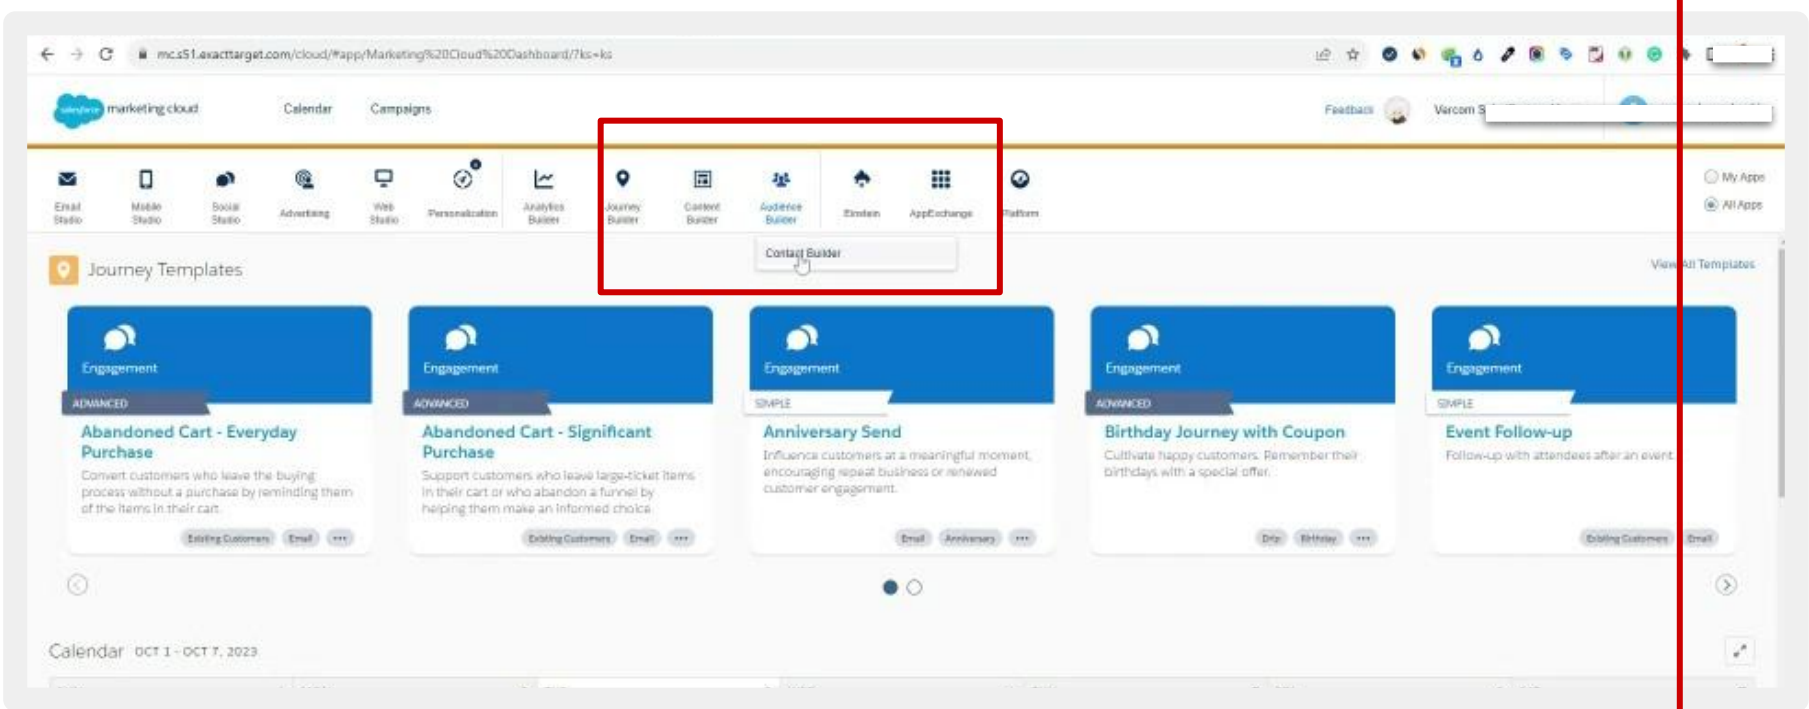 mc.s51.exacttarget.com/cloud/#app/Marketing%20Cloud%20Dashboard/?ks=ks
salesforce marketing cloud
Calendar
Campaigns
Feedback
Varcom S
Email Studio
Mobile Studio
Social Studio
Advertising
Web Studio
Personalization
Analytics Builder
Journey Builder
Content Builder
Audience Builder
Einstein
AppExchange
Platform
My Apps
All Apps
Contact Builder
Journey Templates
View All Templates
Engagement
ADVANCED
Abandoned Cart - Everyday
Purchase
Convert customers who leave the buying
process without a purchase by reminding them
of the items in their cart.
Existing Customers
Email
•••
Engagement
ADVANCED
Abandoned Cart - Significant
Purchase
Support customers who leave large-ticket items
in their cart or who abandon a funnel by
helping them make an informed choice.
Existing Customers
Email
•••
Engagement
SIMPLE
Anniversary Send
Influence customers at a meaningful moment,
encouraging repeat business or renewed
customer engagement.
Email
Anniversary
•••
Engagement
ADVANCED
Birthday Journey with Coupon
Cultivate happy customers. Remember their
birthdays with a special offer.
Drip
Birthday
•••
Engagement
SIMPLE
Event Follow-up
Follow-up with attendees after an event.
Existing Customers
Email
Calendar OCT 1 - OCT 7, 2023